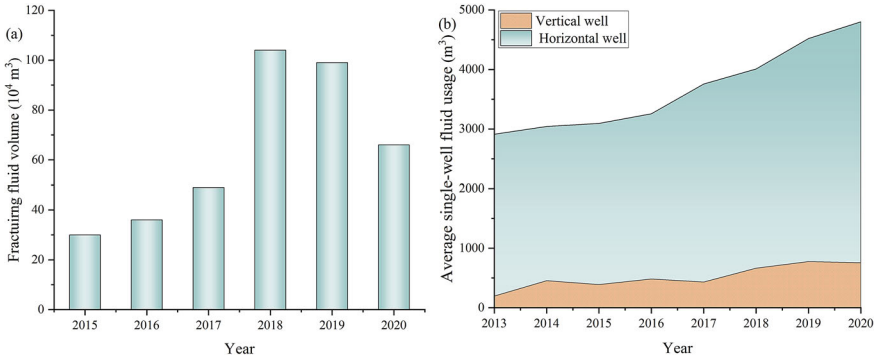 (a)
Fractuirng fluid volume (10⁴ m³)
120
100
80
60
40
20
0
2015 2016 2017 2018 2019 2020
Year
(b)
Vertical well
Horizontal well
Average single-well fluid usage (m³)
5000
4000
3000
2000
1000
0
2013 2014 2015 2016 2017 2018 2019 2020
Year